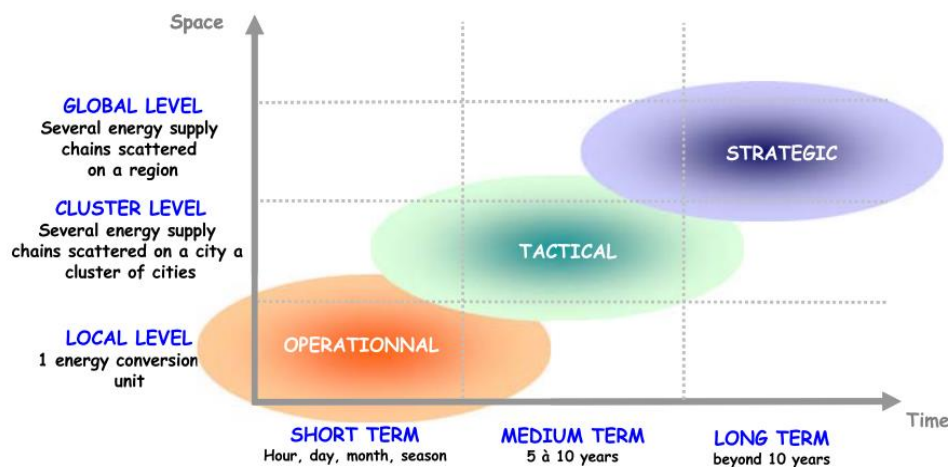 Space
GLOBAL LEVEL
Several energy supply
chains scattered
on a region
STRATEGIC
CLUSTER LEVEL
Several energy supply
chains scattered on a city a
cluster of cities
TACTICAL
LOCAL LEVEL
1 energy conversion
unit
OPERATIONNAL
Time
SHORT TERM
Hour, day, month, season
MEDIUM TERM
5 à 10 years
LONG TERM
beyond 10 years